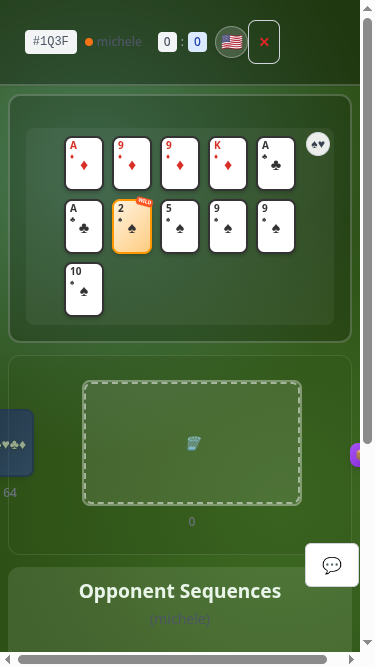 #1Q3F michele 0 : 0 ✕
A 9 9 K A
A 2 WILD 5 9 9
10
64
0
Opponent Sequences
(michele)